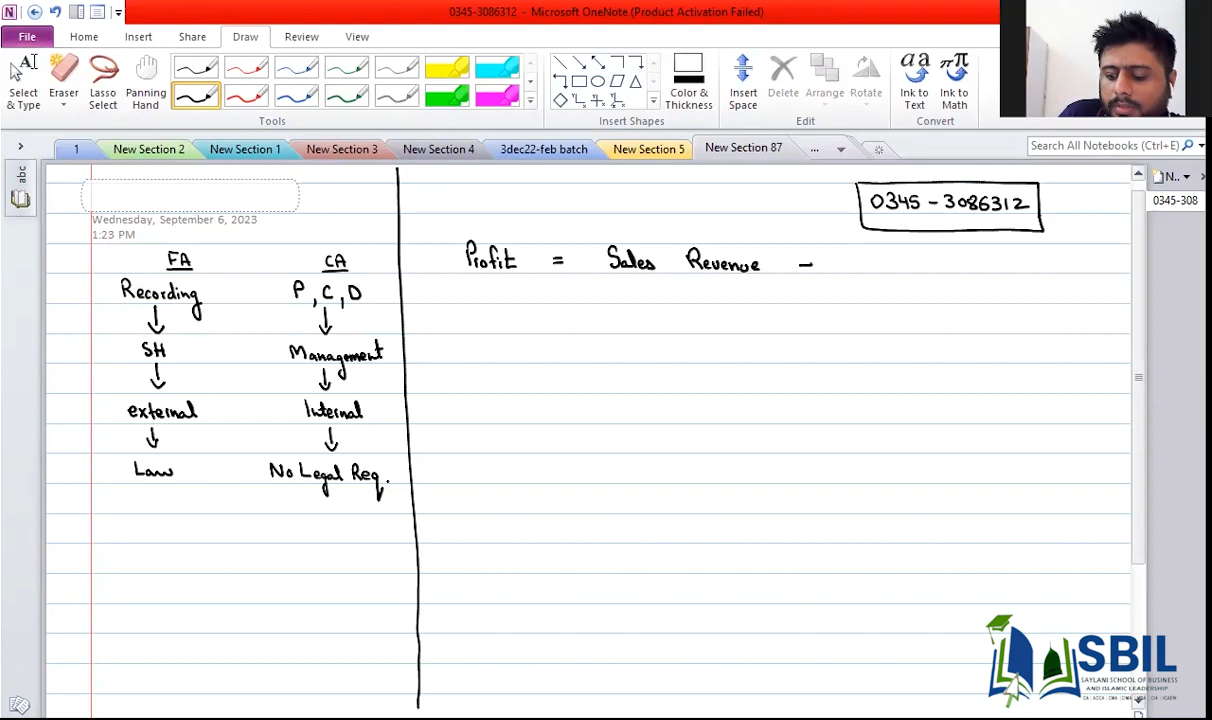 0345-3086312 - Microsoft OneNote (Product Activation Failed)
File Home Insert Share Draw Review View
Select & Type
Eraser
Lasso Select
Panning Hand
Color & Thickness
Insert Space
Delete
Arrange
Rotate
Ink to Text
Ink to Math
Tools
Insert Shapes
Edit
Convert
1 New Section 2 New Section 1 New Section 3 New Section 4 3dec22-feb batch New Section 5 New Section 87 ...
Search All Notebooks (Ctrl+E)
abc
N..
0345-308
Wednesday, September 6, 2023
1:23 PM
0345 - 3086312
FA
Recording
SH
external
Law
CA
P, C, D
Management
Internal
No Legal Req.
Profit = Sales Revenue -
SBIL
SAYLANI SCHOOL OF BUSINESS
AND ISLAMIC LEADERSHIP